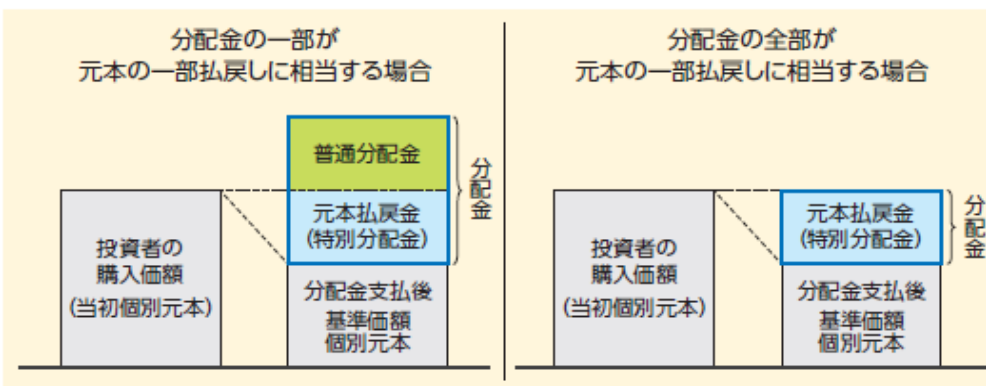 分配金の一部が
元本の一部払戻しに相当する場合
普通分配金
元本払戻金
(特別分配金)
分配金
投資者の
購入価額
(当初個別元本)
分配金支払後
基準価額
個別元本
分配金の全部が
元本の一部払戻しに相当する場合
元本払戻金
(特別分配金)
分配金
投資者の
購入価額
(当初個別元本)
分配金支払後
基準価額
個別元本